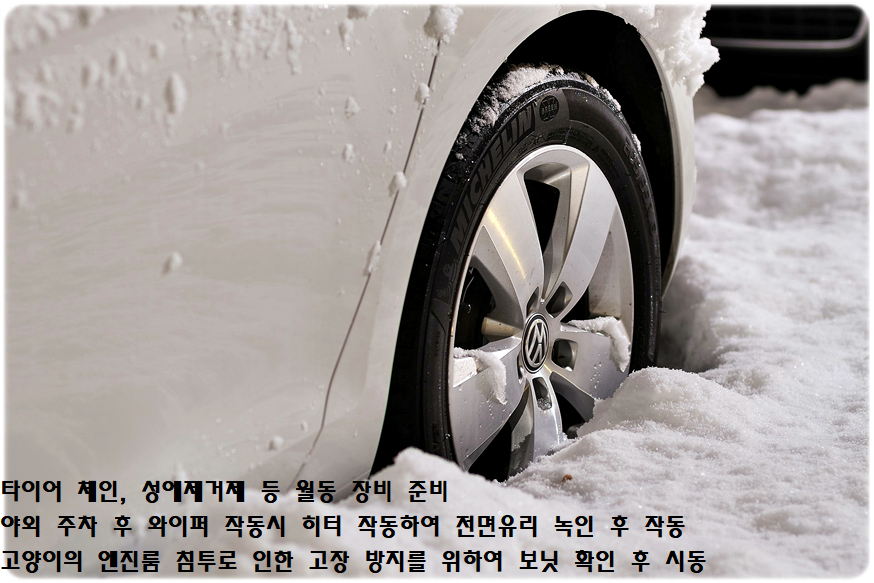 MICHELIN
타이어 체인, 성에제거제 등 월동 장비 준비
야외 주차 후 와이퍼 작동시 히터 작동하여 전면유리 녹인 후 작동
고양이의 엔진룸 침투로 인한 고장 방지를 위하여 보닛 확인 후 시동